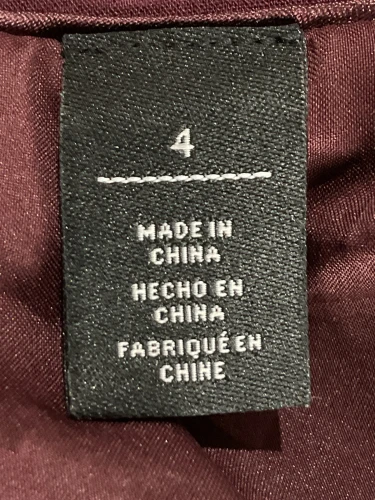 4
MADE IN
CHINA
HECHO EN
CHINA
FABRIQUÉ EN
CHINE